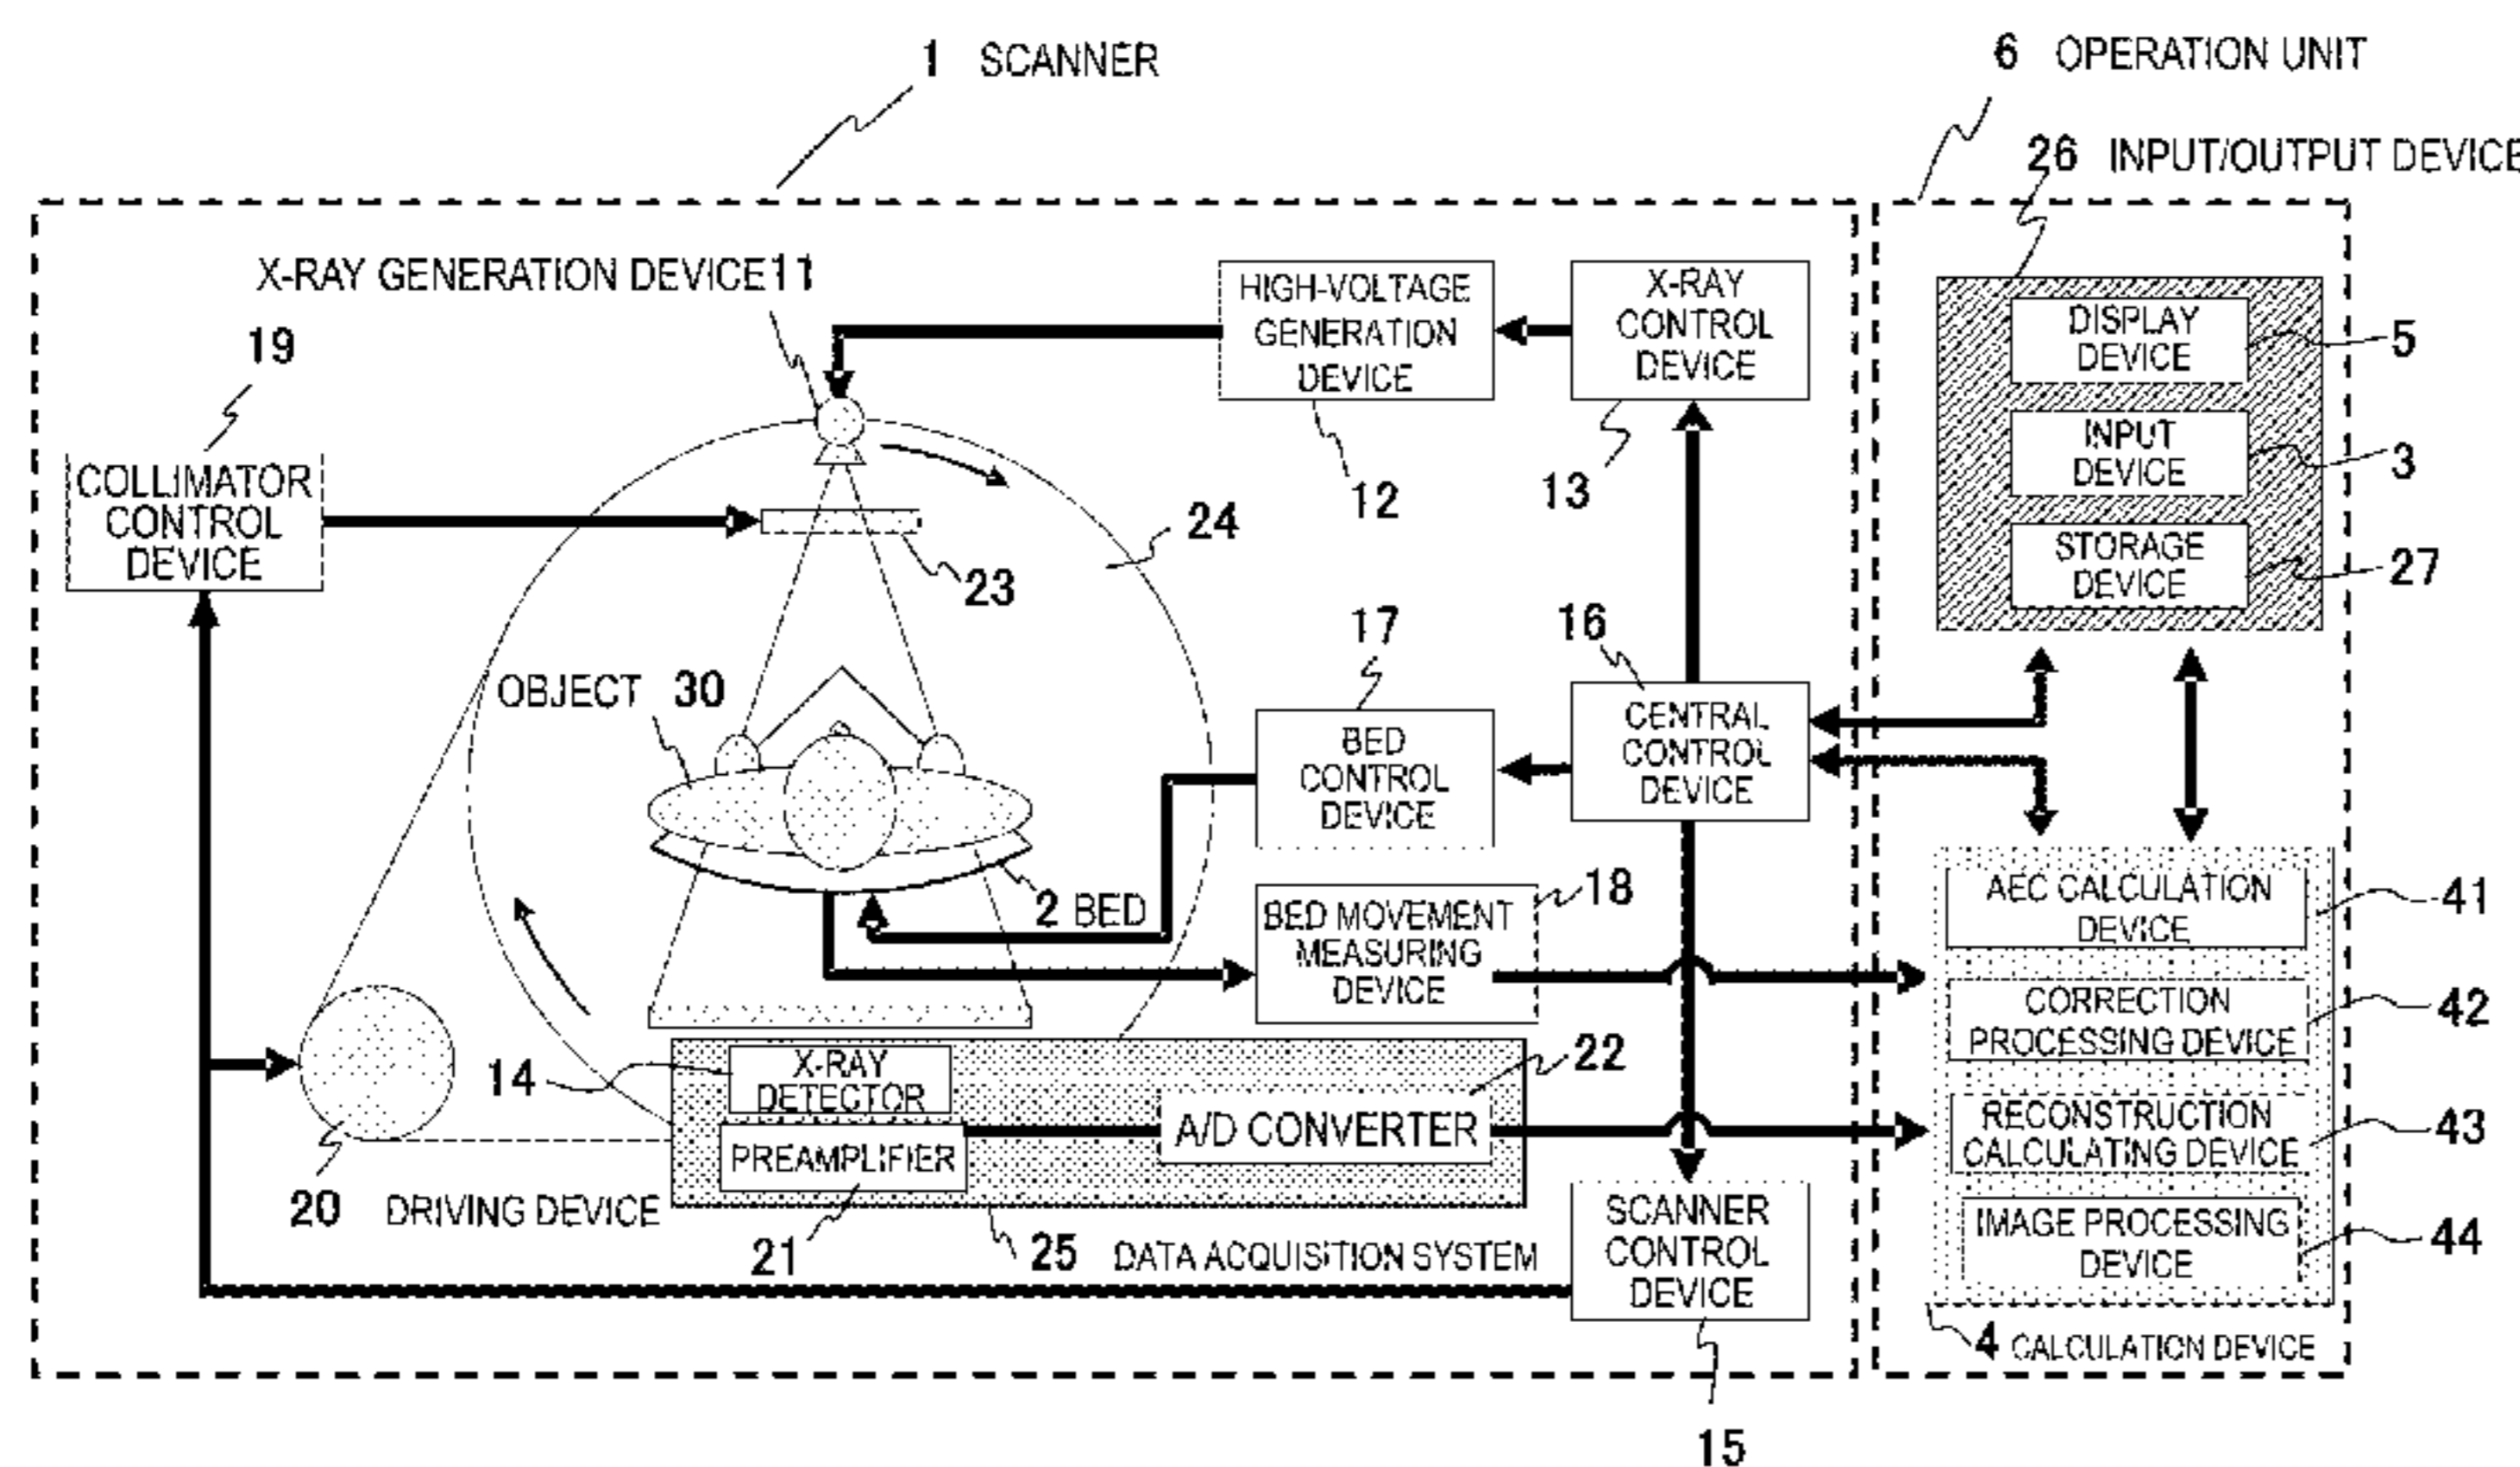 1 SCANNER
6 OPERATION UNIT
26 INPUT/OUTPUT DEVICE
X-RAY GENERATION DEVICE11
19
COLLIMATOR
CONTROL
DEVICE
HIGH-VOLTAGE
GENERATION
DEVICE
12
X-RAY
CONTROL
DEVICE
13
DISPLAY
DEVICE
5
INPUT
DEVICE
3
STORAGE
DEVICE
27
24
23
17
16
OBJECT 30
BED
CONTROL
DEVICE
CENTRAL
CONTROL
DEVICE
2 BED
18
BED MOVEMENT
MEASURING
DEVICE
AEC CALCULATION
DEVICE
41
CORRECTION
PROCESSING DEVICE
42
RECONSTRUCTION
CALCULATING DEVICE
43
IMAGE PROCESSING
DEVICE
44
4 CALCULATION DEVICE
14
X-RAY
DETECTOR
22
A/D CONVERTER
PREAMPLIFIER
20 DRIVING DEVICE
21
25 DATA ACQUISITION SYSTEM
SCANNER
CONTROL
DEVICE
15